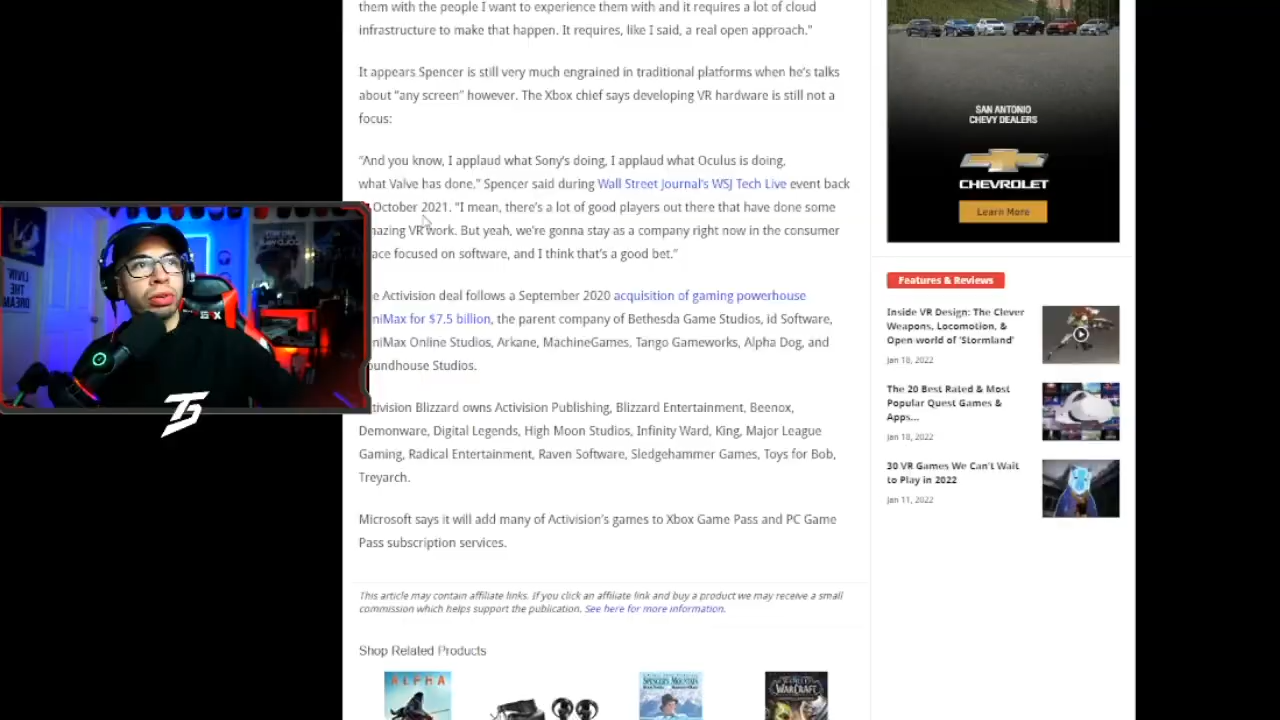 them with the people I want to experience them with and it requires a lot of cloud
infrastructure to make that happen. It requires, like I said, a real open approach."
It appears Spencer is still very much engrained in traditional platforms when he's talks
about "any screen" however. The Xbox chief says developing VR hardware is still not a
focus:
"And you know, I applaud what Sony's doing, I applaud what Oculus is doing,
what Valve has done," Spencer said during Wall Street Journal's WSJ Tech Live event back
October 2021. "I mean, there's a lot of good players out there that have done some
mazing VR work. But yeah, we're gonna stay as a company right now in the consumer
ace focused on software, and I think that's a good bet."
e Activision deal follows a September 2020 acquisition of gaming powerhouse
niMax for $7.5 billion, the parent company of Bethesda Game Studios, id Software,
niMax Online Studios, Arkane, MachineGames, Tango Gameworks, Alpha Dog, and
oundhouse Studios.
tivision Blizzard owns Activision Publishing, Blizzard Entertainment, Beenox,
Demonware, Digital Legends, High Moon Studios, Infinity Ward, King, Major League
Gaming, Radical Entertainment, Raven Software, Sledgehammer Games, Toys for Bob,
Treyarch.
Microsoft says it will add many of Activision's games to Xbox Game Pass and PC Game
Pass subscription services.
This article may contain affiliate links. If you click an affiliate link and buy a product we may receive a small
commission which helps support the publication. See here for more information.
Shop Related Products
ALPHA
SPENCER'S MOUNTAIN
WARCRAFT
SAN ANTONIO
CHEVY DEALERS
CHEVROLET
Learn More
Features & Reviews
Inside VR Design: The Clever
Weapons, Locomotion, &
Open world of 'Stormland'
Jan 18, 2022
The 20 Best Rated & Most
Popular Quest Games &
Apps...
Jan 18, 2022
30 VR Games We Can't Wait
to Play in 2022
Jan 11, 2022
LIVIN'
THE
DREAM
TS